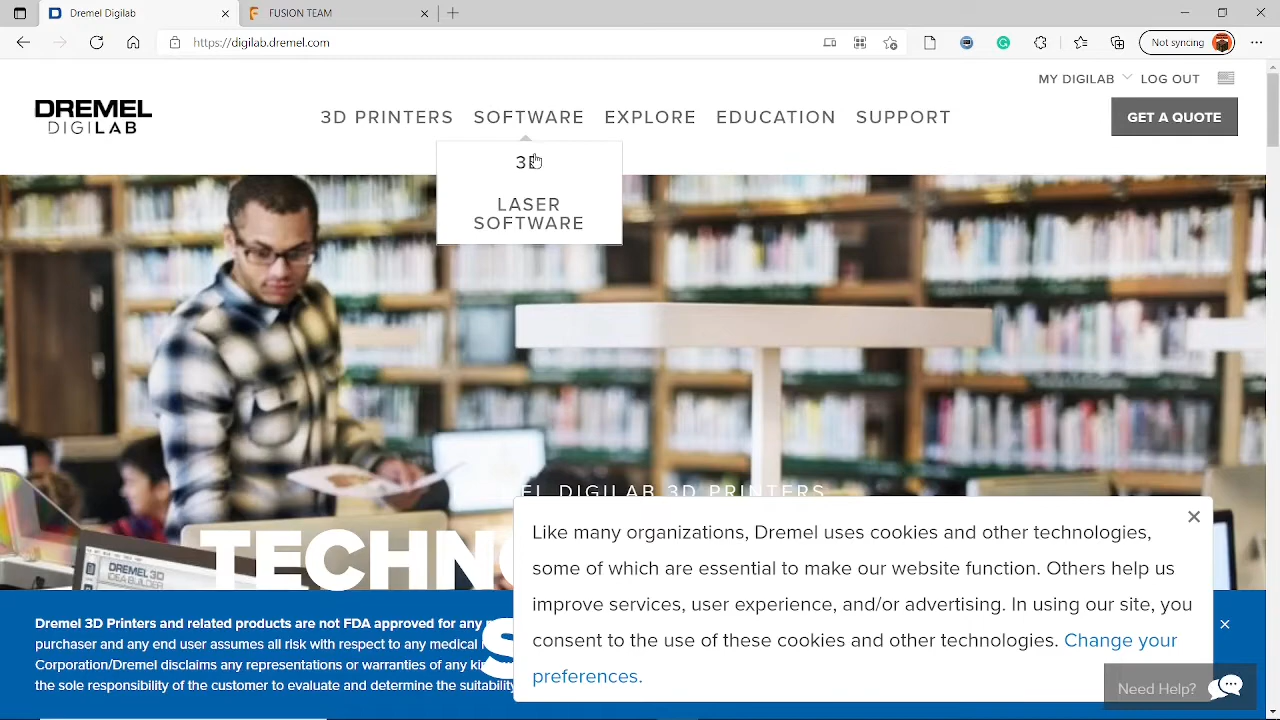 Dremel Digilab
FUSION TEAM
https://digilab.dremel.com
Not syncing
MY DIGILAB
LOG OUT
DREMEL
DIGILAB
3D PRINTERS
SOFTWARE
EXPLORE
EDUCATION
SUPPORT
GET A QUOTE
LASER
SOFTWARE
DIGILAB 3D PRINTERS
DREMEL 3D
IDEA BUILDER
Like many organizations, Dremel uses cookies and other technologies,
some of which are essential to make our website function. Others help us
improve services, user experience, and/or advertising. In using our site, you
consent to the use of these cookies and other technologies. Change your
preferences.
Dremel 3D Printers and related products are not FDA approved for any
purchaser and any end user assumes all risk with respect to any medical
Corporation/Dremel disclaims any representations or warranties of any
the sole responsibility of the customer to evaluate and determine the suitability
Need Help?